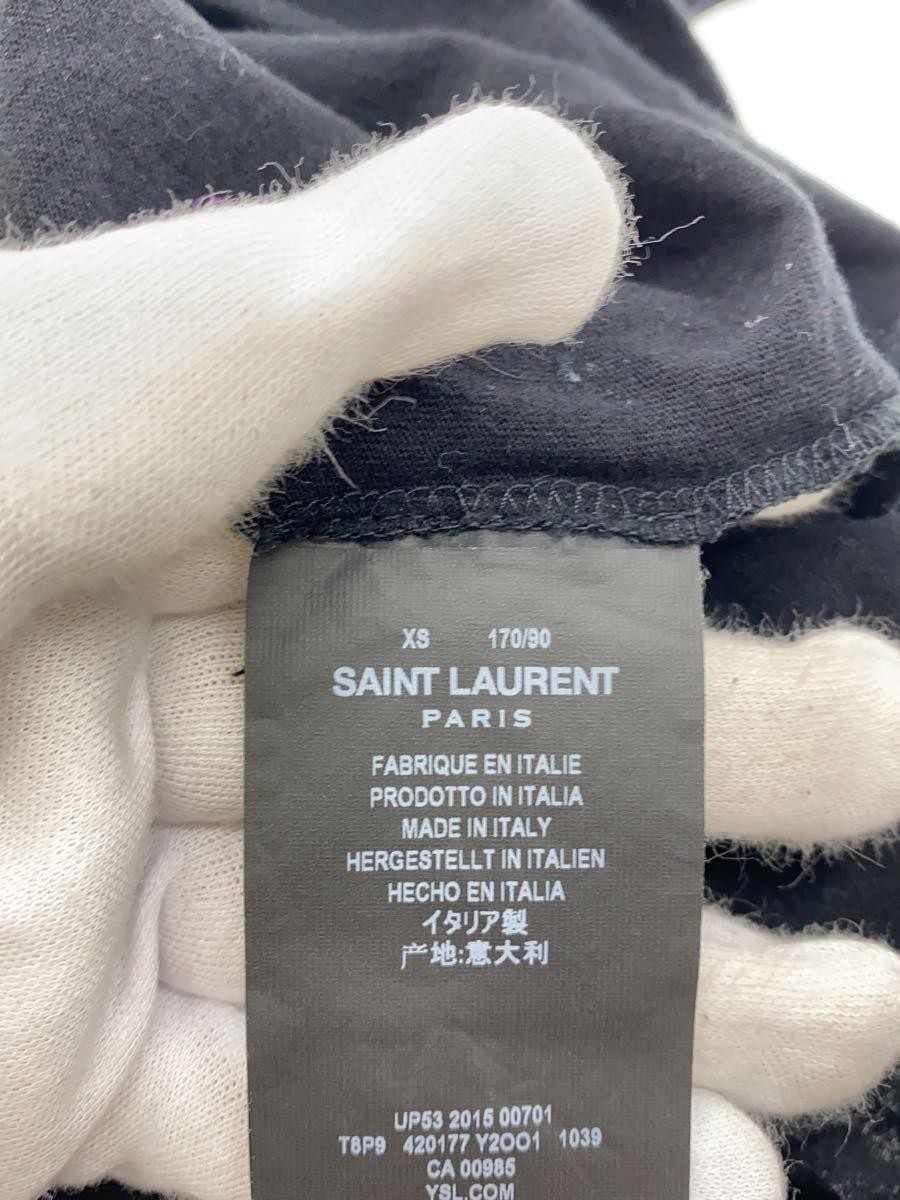 XS 170/90
SAINT LAURENT
PARIS
FABRIQUE EN ITALIE
PRODOTTO IN ITALIA
MADE IN ITALY
HERGESTELLT IN ITALIEN
HECHO EN ITALIA
イタリア製
产地:意大利
UP53 2015 00701
T8P9 420177 Y2OO1 1039
CA 00985
YSL.COM